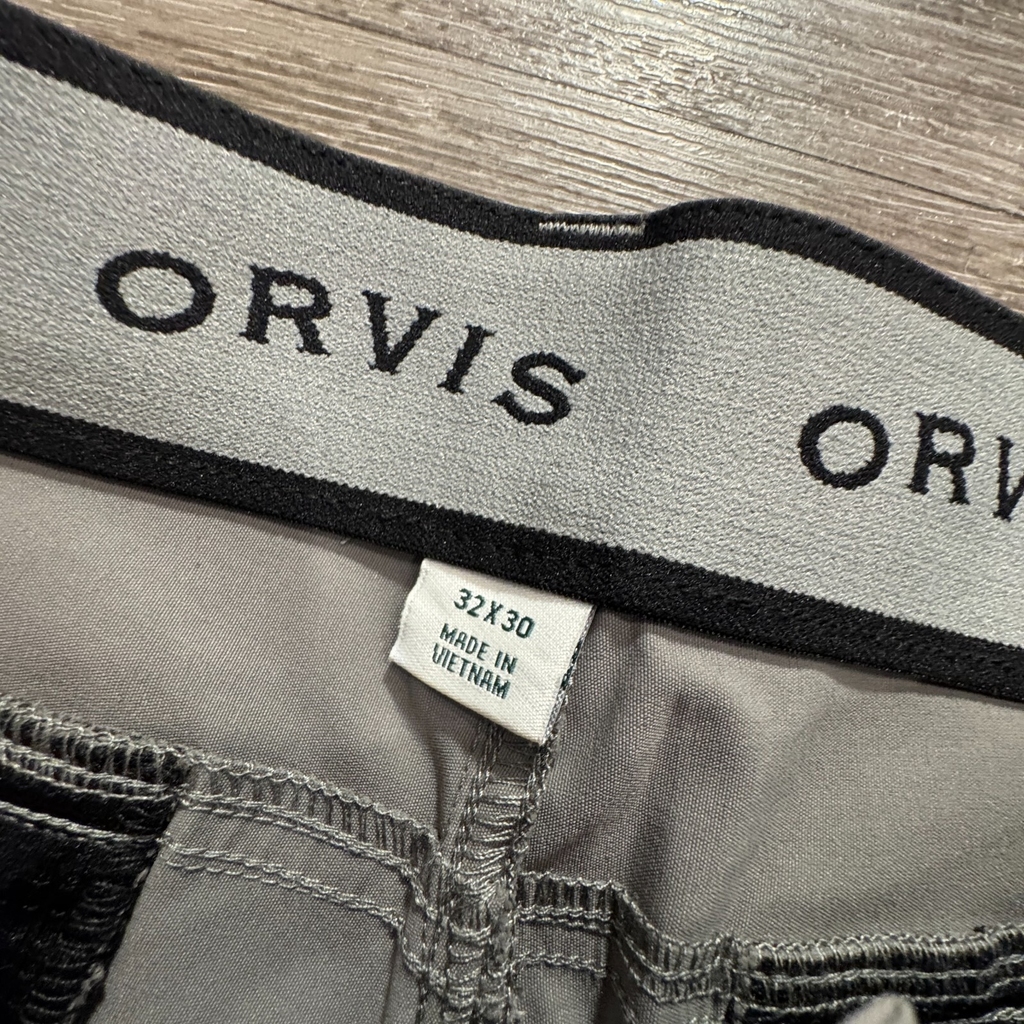 ORVIS
ORV
32X30
MADE IN
VIETNAM